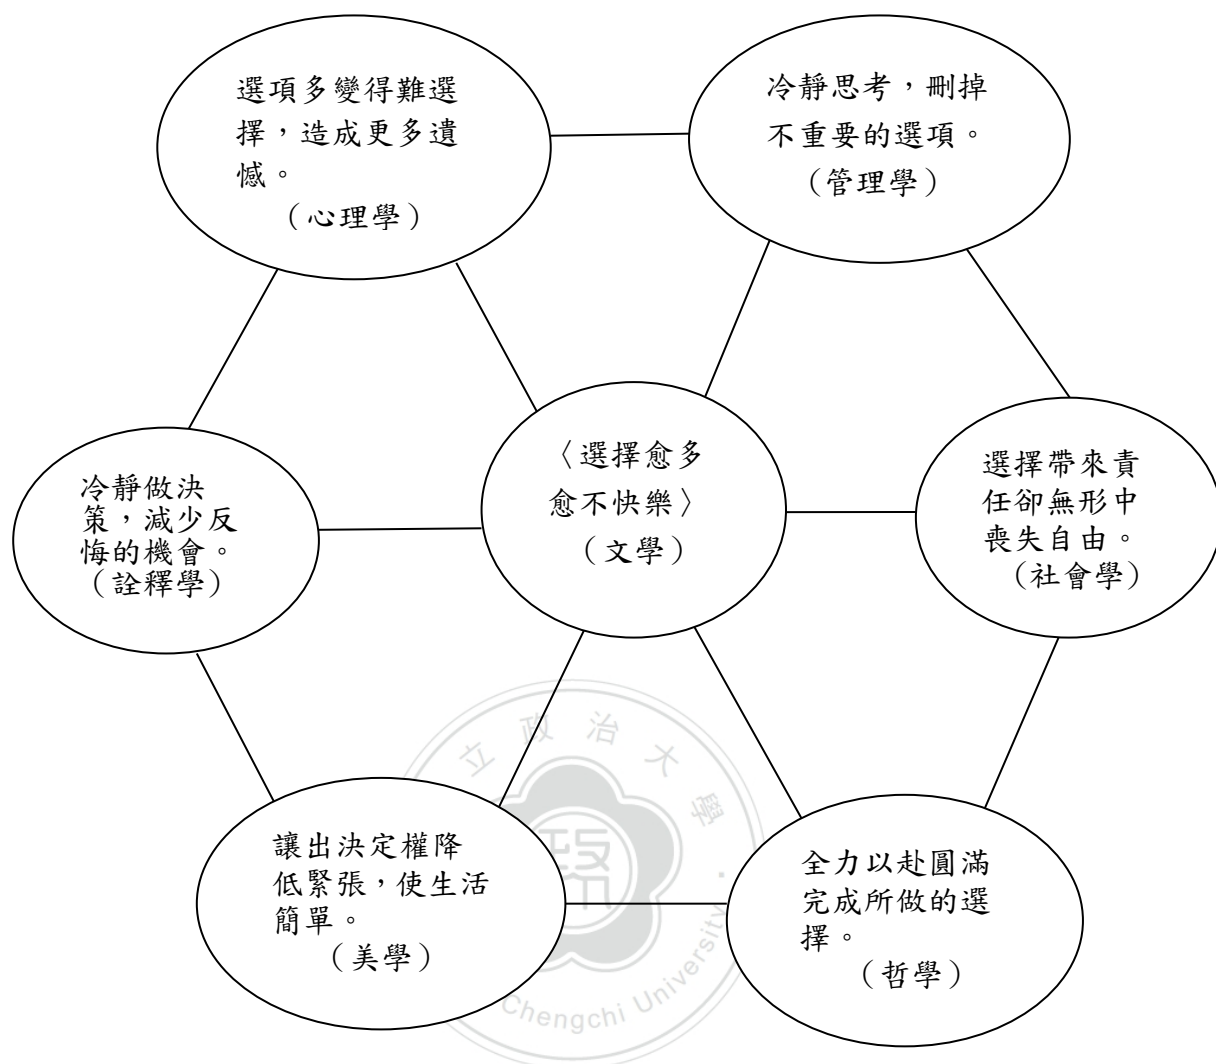 選項多變得難選
擇，造成更多遺
憾。
（心理學）
冷靜思考，刪掉
不重要的選項。
（管理學）
冷靜做決
策，減少反
悔的機會。
（詮釋學）
〈選擇愈多
愈不快樂〉
（文學）
選擇帶來責
任卻無形中
喪失自由。
（社會學）
讓出決定權降
低緊張，使生活
簡單。
（美學）
全力以赴圓滿
完成所做的選
擇。
（哲學）
立政治大學
政
Chengchi University